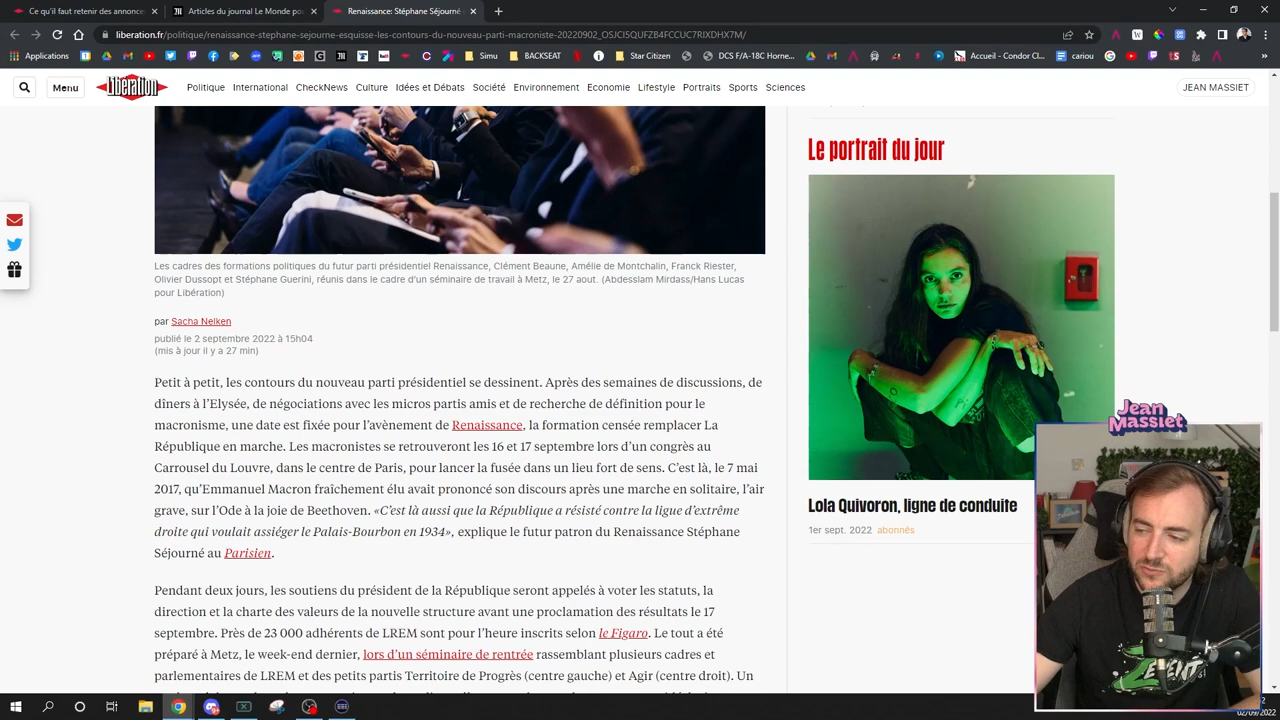 Ce qu'il faut retenir des annonce
Articles du journal Le Monde po
Renaissance: Stéphane Séjourné
liberation.fr/politique/renaissance-stephane-sejourne-esquisse-les-contours-du-nouveau-parti-macroniste-20220902_OSJCI5QUFZB4FCCUC7RIXDHX7M/
Applications
Simu
BACKSEAT
Star Citizen
DCS F/A-18C Horne...
Accueil - Condor Cl...
cariou
Menu
Libération
Politique International CheckNews Culture Idées et Débats Société Environnement Economie Lifestyle Portraits Sports Sciences
JEAN MASSIET
Les cadres des formations politiques du futur parti présidentiel Renaissance, Clément Beaune, Amélie de Montchalin, Franck Riester,
Olivier Dussopt et Stéphane Guerini, réunis dans le cadre d'un séminaire de travail à Metz, le 27 aout. (Abdesslam Mirdass/Hans Lucas
pour Libération)
par Sacha Nelken
publié le 2 septembre 2022 à 15h04
(mis à jour il y a 27 min)
Petit à petit, les contours du nouveau parti présidentiel se dessinent. Après des semaines de discussions, de
dîners à l'Elysée, de négociations avec les micros partis amis et de recherche de définition pour le
macronisme, une date est fixée pour l'avènement de Renaissance, la formation censée remplacer La
République en marche. Les macronistes se retrouveront les 16 et 17 septembre lors d'un congrès au
Carrousel du Louvre, dans le centre de Paris, pour lancer la fusée dans un lieu fort de sens. C'est là, le 7 mai
2017, qu'Emmanuel Macron fraîchement élu avait prononcé son discours après une marche en solitaire, l'air
grave, sur l'Ode à la joie de Beethoven. «C'est là aussi que la République a résisté contre la ligue d'extrême
droite qui voulait assiéger le Palais-Bourbon en 1934», explique le futur patron du Renaissance Stéphane
Séjourné au Parisien.
Pendant deux jours, les soutiens du président de la République seront appelés à voter les statuts, la
direction et la charte des valeurs de la nouvelle structure avant une proclamation des résultats le 17
septembre. Près de 23 000 adhérents de LREM sont pour l'heure inscrits selon le Figaro. Le tout a été
préparé à Metz, le week-end dernier, lors d'un séminaire de rentrée rassemblant plusieurs cadres et
parlementaires de LREM et des petits partis Territoire de Progrès (centre gauche) et Agir (centre droit). Un
Le portrait du jour
Lola Quivoron, ligne de conduite
1er sept. 2022 abonnés
Jean
Massiet
02/09/2022